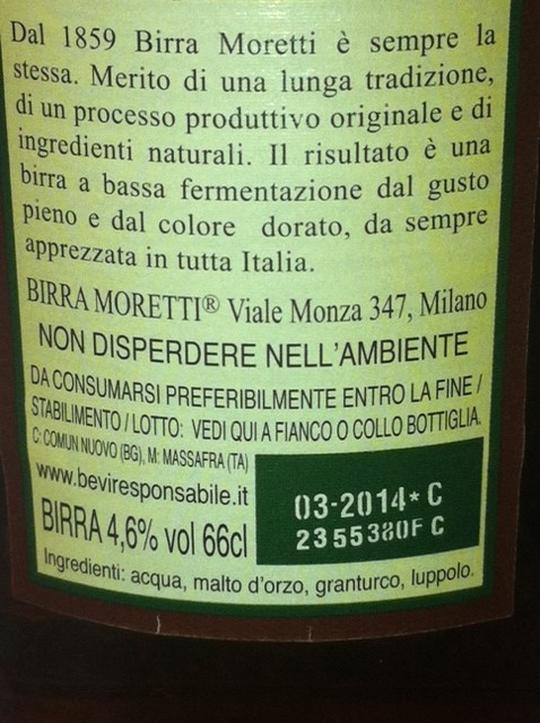 Dal 1859 Birra Moretti è sempre la
stessa. Merito di una lunga tradizione,
di un processo produttivo originale e di
ingredienti naturali. Il risultato è una
birra a bassa fermentazione dal gusto
pieno e dal colore dorato, da sempre
apprezzata in tutta Italia.
BIRRA MORETTI® Viale Monza 347, Milano
NON DISPERDERE NELL'AMBIENTE
DA CONSUMARSI PREFERIBILMENTE ENTRO LA FINE /
STABILIMENTO / LOTTO: VEDI QUI A FIANCO O COLLO BOTTIGLIA.
C: COMUN NUOVO (BG), M: MASSAFRA (TA)
www.beviresponsabile.it
03-2014* C
2355380F C
BIRRA 4,6% vol 66cl
Ingredienti: acqua, malto d'orzo, granturco, luppolo.